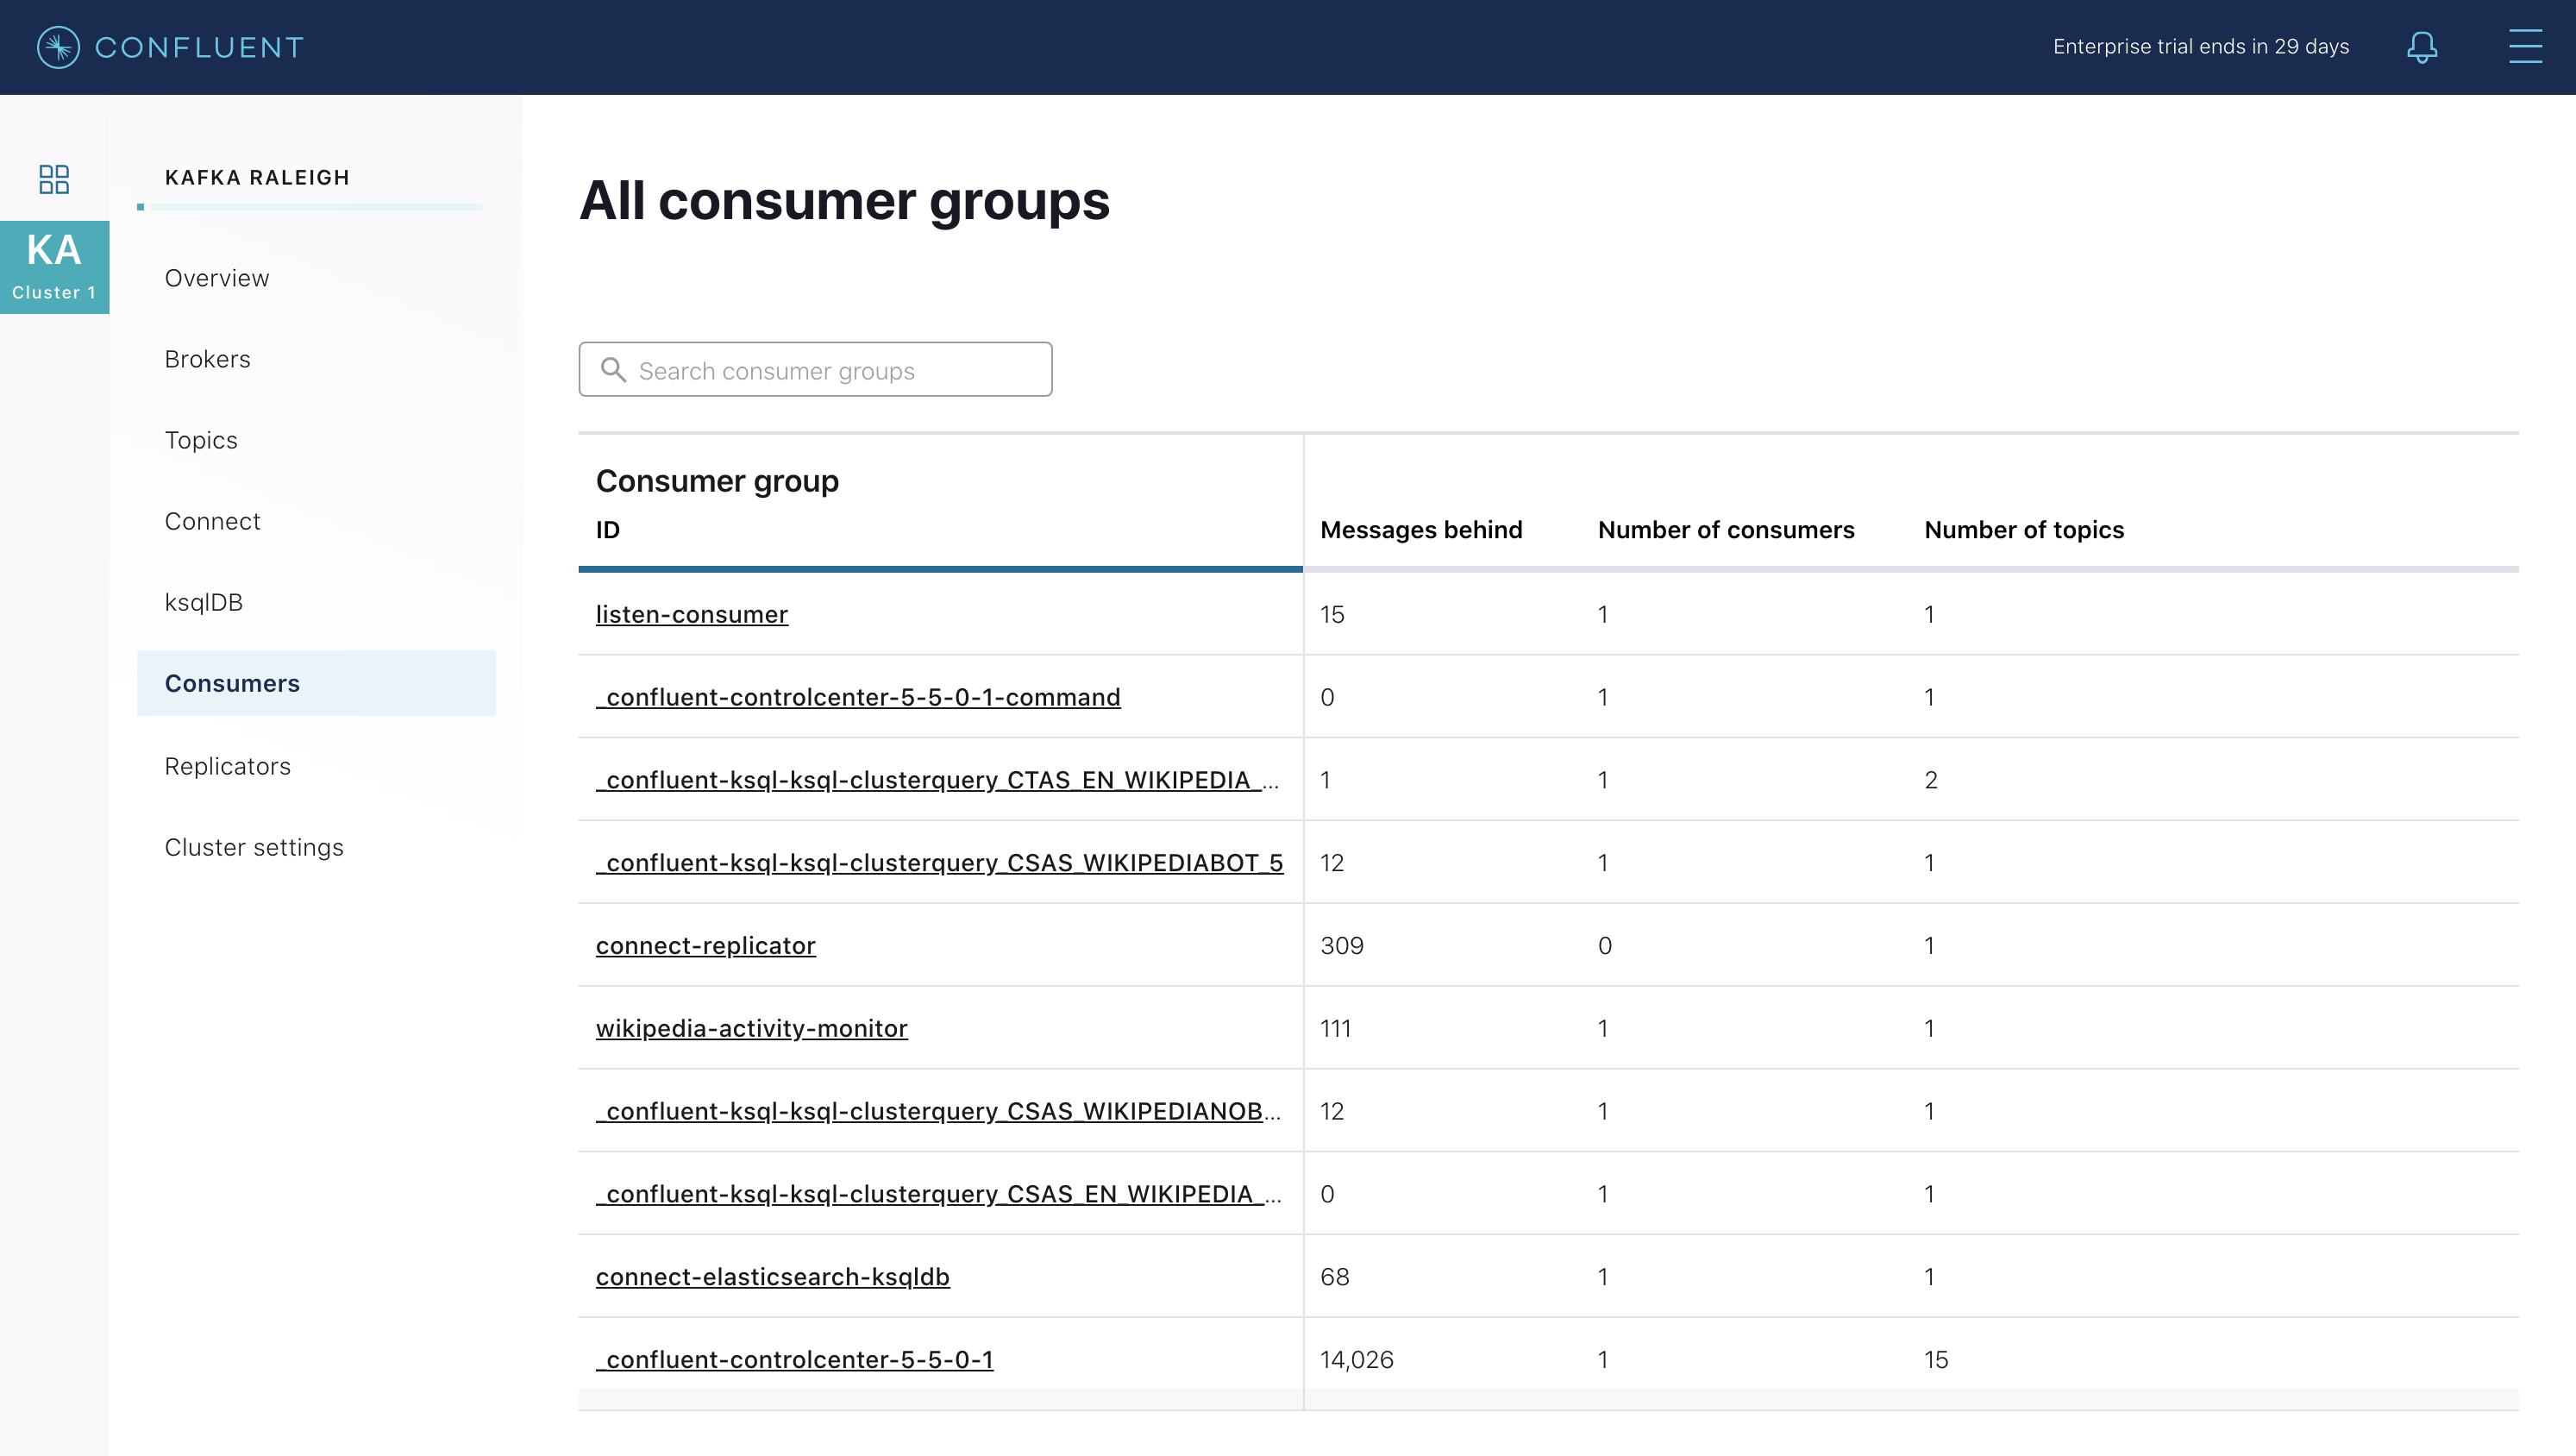 CONFLUENT
Enterprise trial ends in 29 days
KA
Cluster 1
KAFKA RALEIGH
Overview
Brokers
Topics
Connect
ksqlDB
Consumers
Replicators
Cluster settings
All consumer groups
Search consumer groups
Consumer group
ID Messages behind Number of consumers Number of topics
listen-consumer 15 1 1
_confluent-controlcenter-5-5-0-1-command 0 1 1
_confluent-ksql-ksql-clusterquery_CTAS_EN_WIKIPEDIA_... 1 1 2
_confluent-ksql-ksql-clusterquery_CSAS_WIKIPEDIABOT_5 12 1 1
connect-replicator 309 0 1
wikipedia-activity-monitor 111 1 1
_confluent-ksql-ksql-clusterquery_CSAS_WIKIPEDIANOB... 12 1 1
_confluent-ksql-ksql-clusterquery_CSAS_EN_WIKIPEDIA_... 0 1 1
connect-elasticsearch-ksqldb 68 1 1
_confluent-controlcenter-5-5-0-1 14,026 1 15